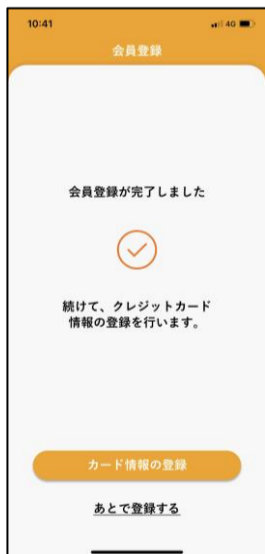 10:41
4G
会員登録
会員登録が完了しました
続けて、クレジットカード
情報の登録を行います。
カード情報の登録
あとで登録する